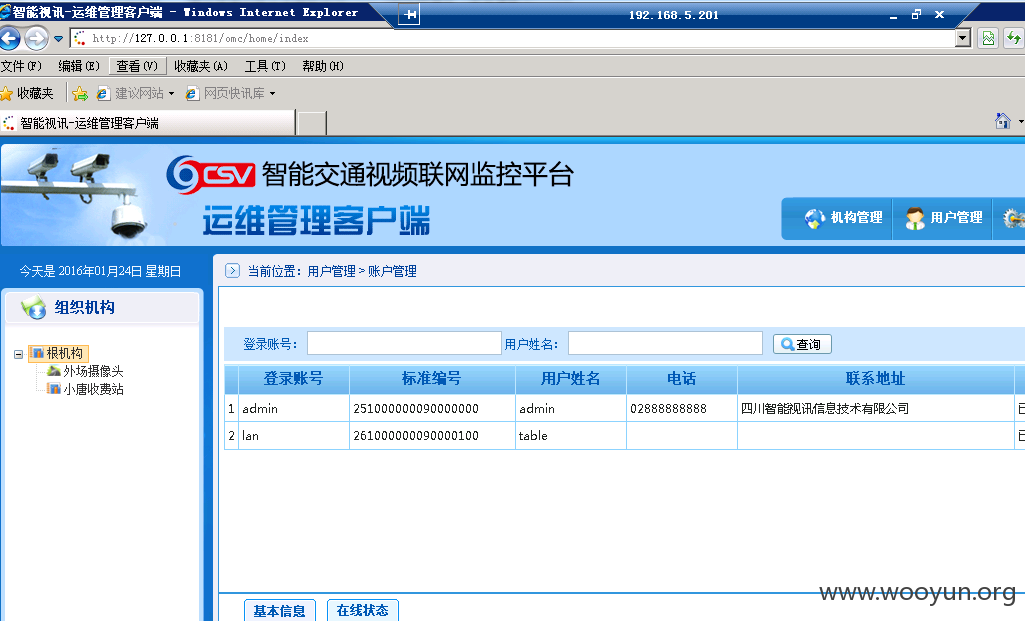 智能视讯-运维管理客户端 - Windows Internet Explorer
192.168.5.201
http://127.0.0.1:8181/omc/home/index
文件(F) 编辑(E) 查看(V) 收藏夹(A) 工具(T) 帮助(H)
收藏夹 建议网站 网页快讯库
智能视讯-运维管理客户端
CSV 智能交通视频联网监控平台
运维管理客户端
机构管理 用户管理
今天是 2016年01月24日 星期日
当前位置：用户管理 > 账户管理
组织机构
根机构
外场摄像头
小唐收费站
登录账号： 用户姓名： 查询
登录账号 标准编号 用户姓名 电话 联系地址
1 admin 251000000090000000 admin 02888888888 四川智能视讯信息技术有限公司 已
2 lan 261000000090000100 table 已
基本信息 在线状态
www.wooyun.org